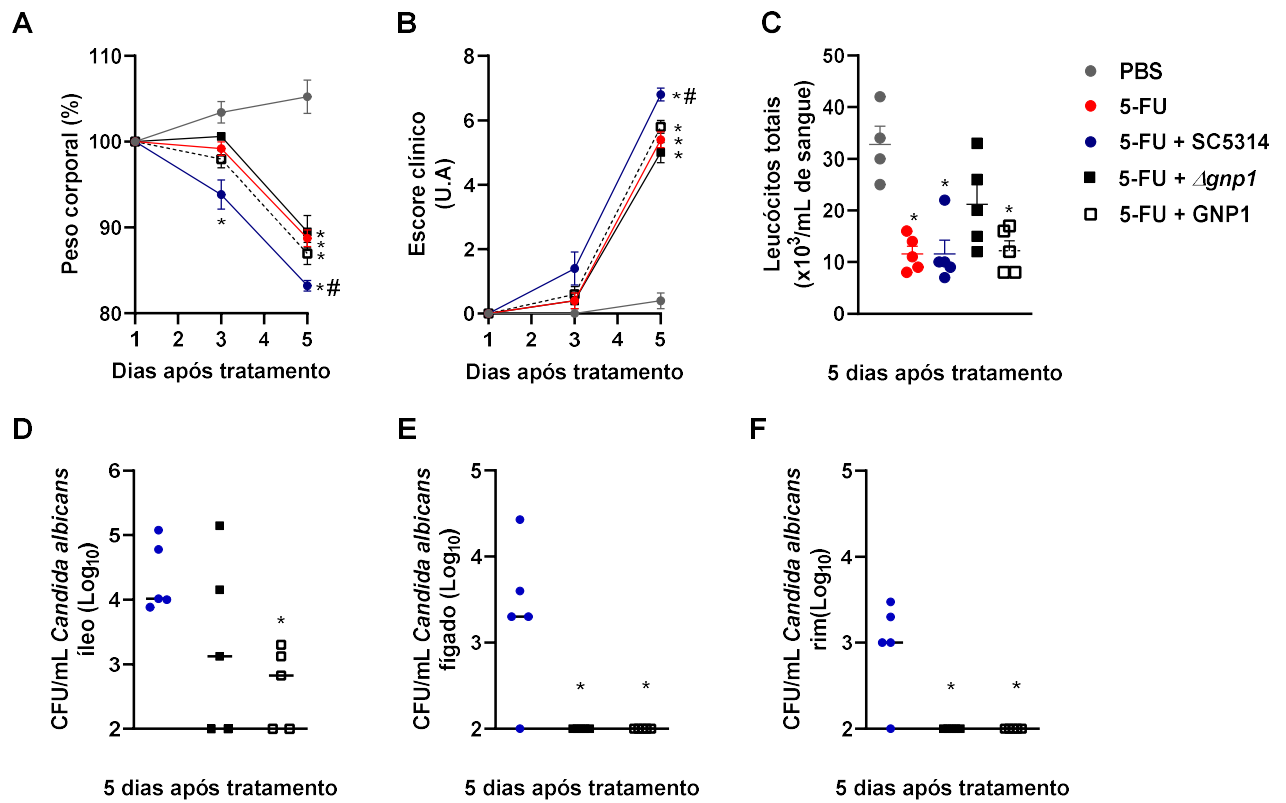 A
Peso corporal (%)
110
100
90
80
*
*
*
*
*#
1 2 3 4 5
Dias após tratamento
B
Escore clínico
(U.A)
8
6
4
2
0
*#
*
*
*
1 2 3 4 5
Dias após tratamento
C
Leucócitos totais
(x10³/mL de sangue)
50
40
30
20
10
0
*
*
*
5 dias após tratamento
PBS
5-FU
5-FU + SC5314
5-FU + Δgnp1
5-FU + GNP1
D
CFU/mL Candida albicans
íleo (Log₁₀)
6
5
4
3
2
*
5 dias após tratamento
E
CFU/mL Candida albicans
fígado (Log₁₀)
5
4
3
2
*
*
5 dias após tratamento
F
CFU/mL Candida albicans
rim(Log₁₀)
5
4
3
2
*
*
5 dias após tratamento